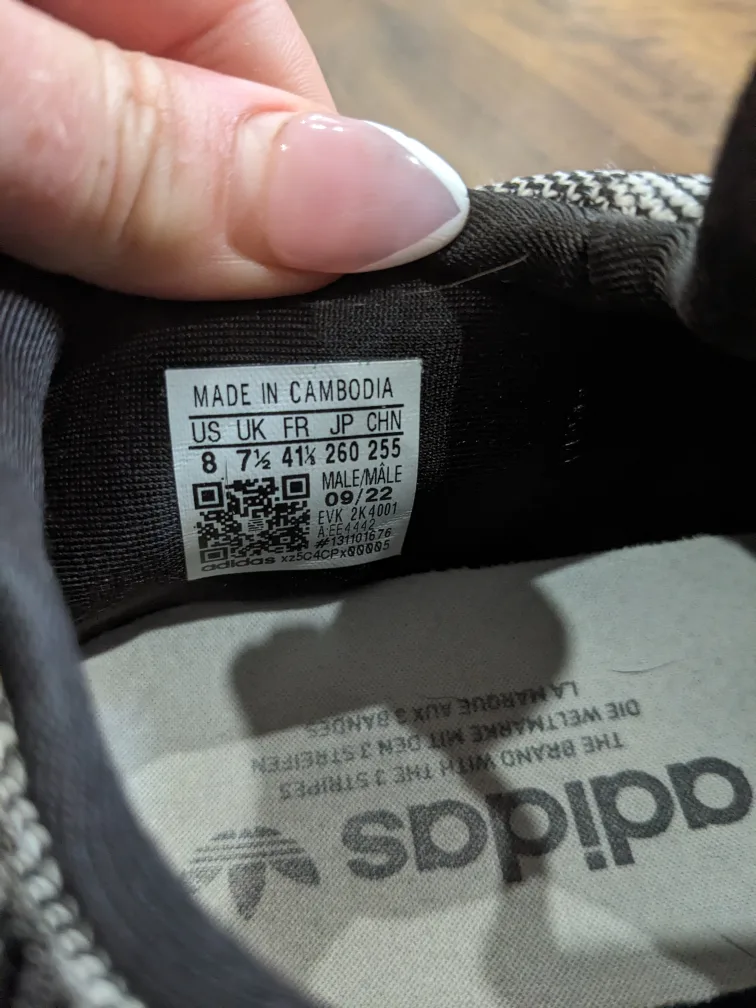 MADE IN CAMBODIA
US UK FR JP CHN
8 7½ 41⅓ 260 255
MALE/MÂLE
09/22
EVK 2K4001
A:EE4442
#131101676
adidas xz5C4CPx00005
LA MARQUE AUX 3 BANDES
DIE WELTMARKE MIT DEN 3 STREIFEN
THE BRAND WITH THE 3 STRIPES
adidas